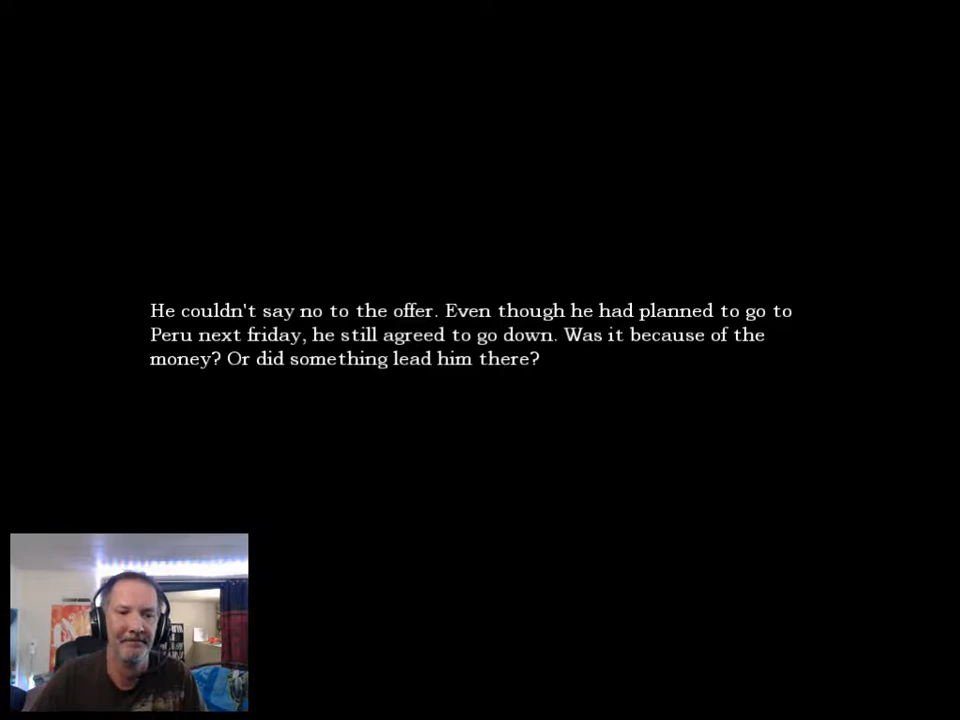 He couldn't say no to the offer. Even though he had planned to go to
Peru next friday, he still agreed to go down. Was it because of the
money? Or did something lead him there?